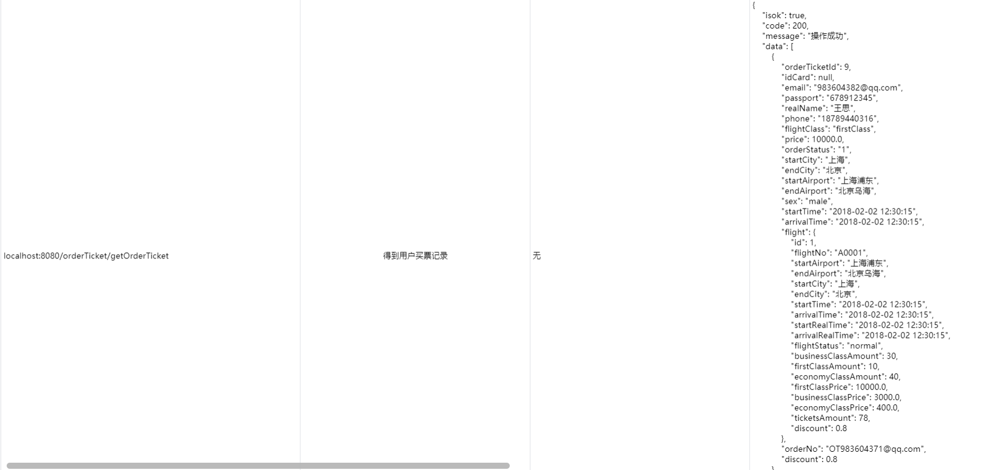 localhost:8080/orderTicket/getOrderTicket
得到用户买票记录
无
{
"isok": true,
"code": 200,
"message": "操作成功",
"data": [
{
"orderTicketId": 9,
"idCard": null,
"email": "983604382@qq.com",
"passport": "678912345",
"realName": "王思",
"phone": "18789440316",
"flightClass": "firstClass",
"price": 10000.0,
"orderStatus": "1",
"startCity": "上海",
"endCity": "北京",
"startAirport": "上海浦东",
"endAirport": "北京乌海",
"sex": "male",
"startTime": "2018-02-02 12:30:15",
"arrivalTime": "2018-02-02 12:30:15",
"flight": {
"id": 1,
"flightNo": "A0001",
"startAirport": "上海浦东",
"endAirport": "北京乌海",
"startCity": "上海",
"endCity": "北京",
"startTime": "2018-02-02 12:30:15",
"arrivalTime": "2018-02-02 12:30:15",
"startRealTime": "2018-02-02 12:30:15",
"arrivalRealTime": "2018-02-02 12:30:15",
"flightStatus": "normal",
"businessClassAmount": 30,
"firstClassAmount": 10,
"economyClassAmount": 40,
"firstClassPrice": 10000.0,
"businessClassPrice": 3000.0,
"economyClassPrice": 400.0,
"ticketsAmount": 78,
"discount": 0.8
},
"orderNo": "OT983604371@qq.com",
"discount": 0.8
}